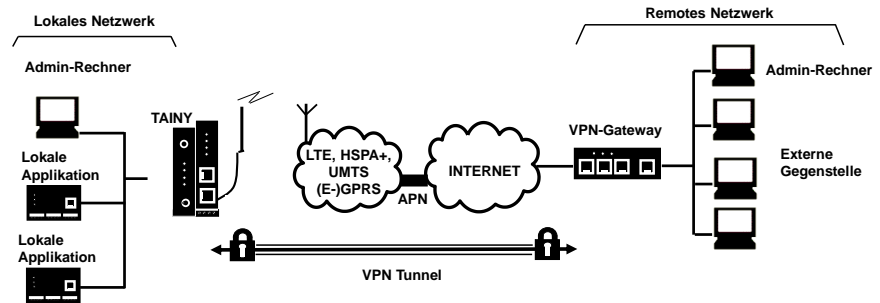 Lokales Netzwerk
Remotes Netzwerk
Admin-Rechner
Admin-Rechner
TAINY
VPN-Gateway
Lokale
Applikation
LTE, HSPA+,
UMTS
(E-)GPRS
INTERNET
APN
Externe
Gegenstelle
Lokale
Applikation
VPN Tunnel